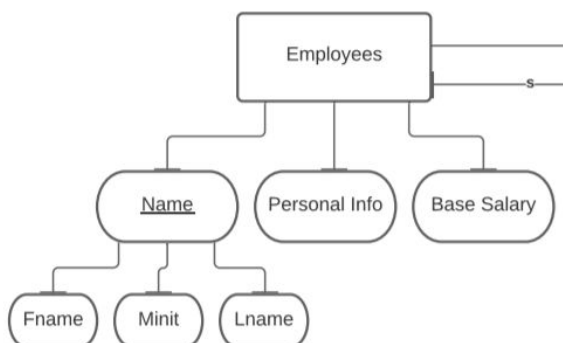 Employees
s
Name
Personal Info
Base Salary
Fname
Minit
Lname